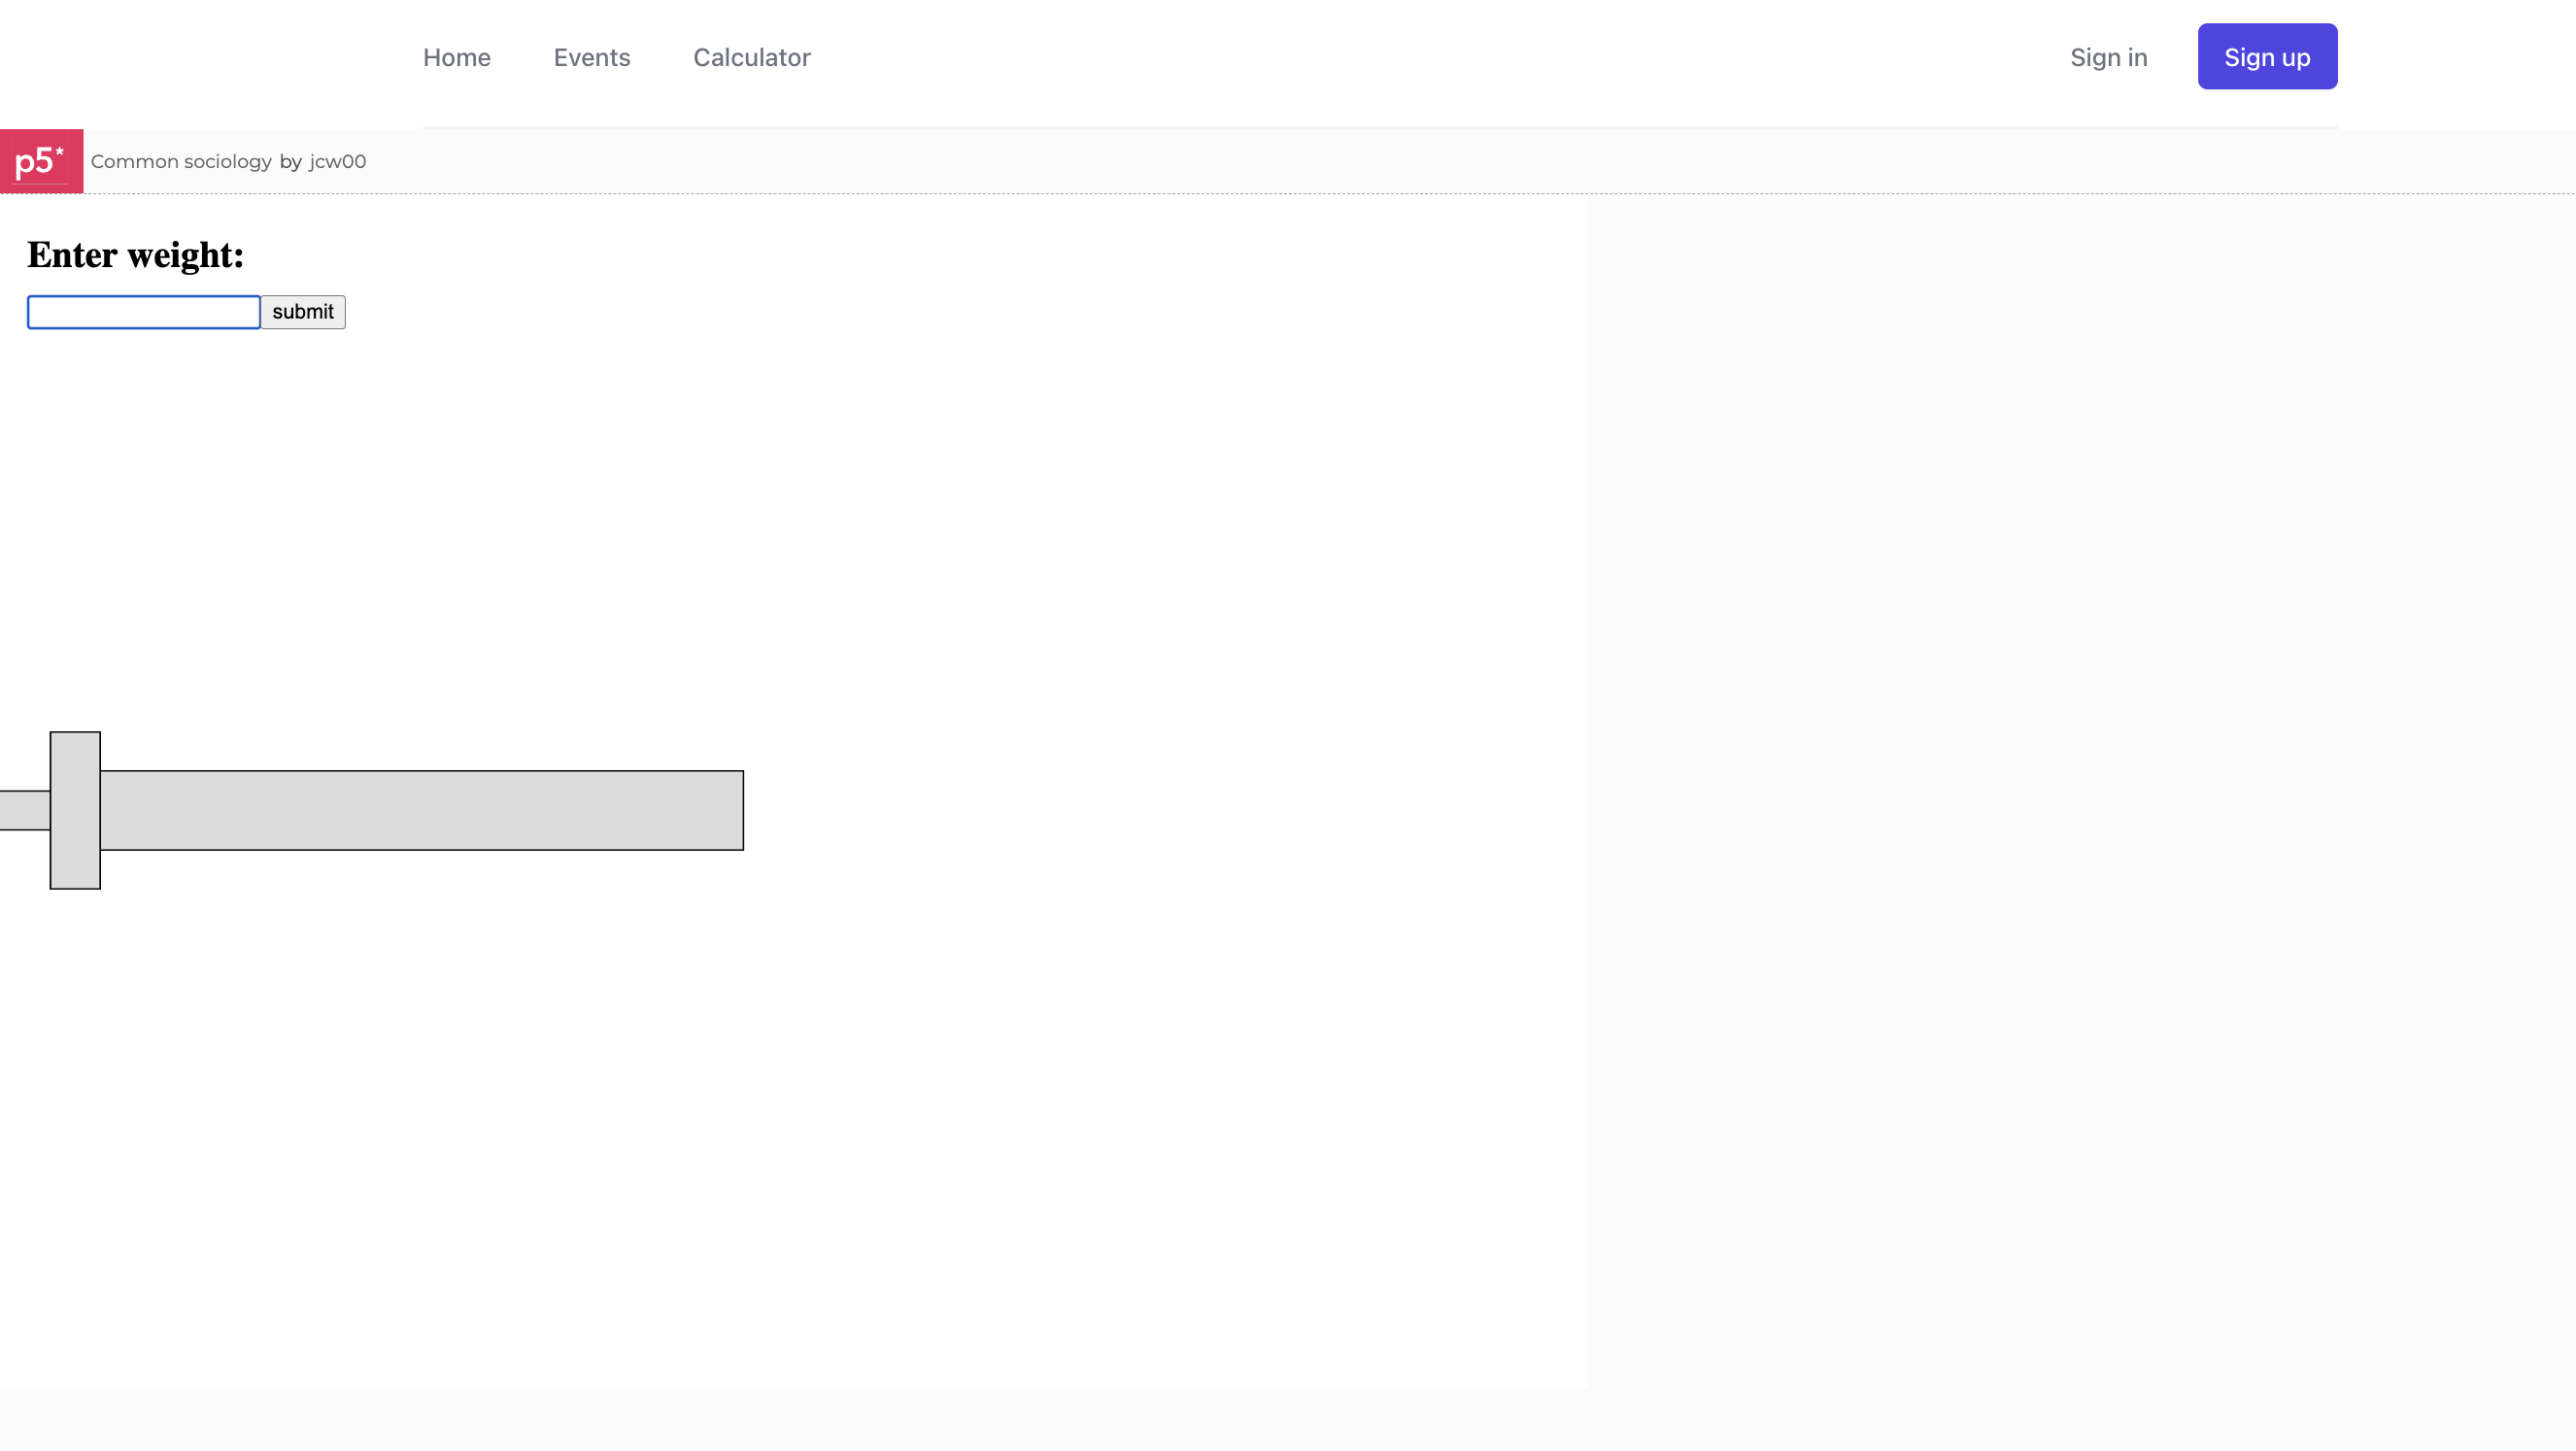 Home Events Calculator Sign in Sign up
p5* Common sociology by jcw00
Enter weight:
submit